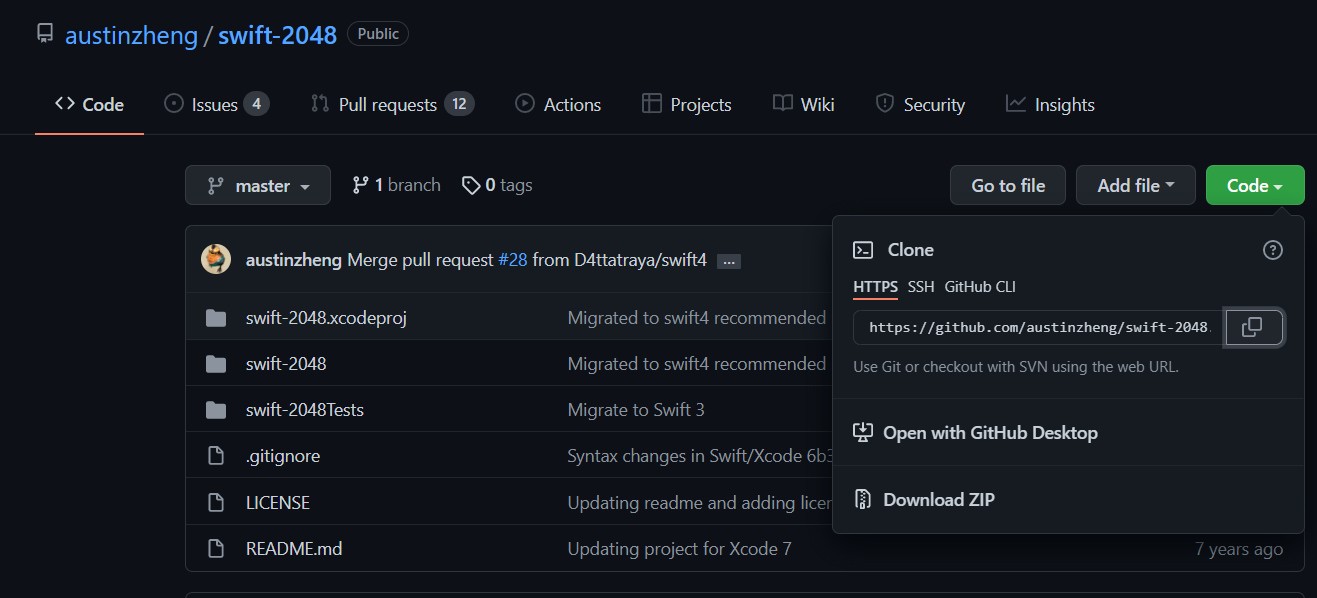 austinzheng / swift-2048 Public
Code Issues 4 Pull requests 12 Actions Projects Wiki Security Insights
master 1 branch 0 tags Go to file Add file Code
austinzheng Merge pull request #28 from D4ttatraya/swift4 ...
swift-2048.xcodeproj Migrated to swift4 recommended
swift-2048 Migrated to swift4 recommended
swift-2048Tests Migrate to Swift 3
.gitignore Syntax changes in Swift/Xcode 6b3
LICENSE Updating readme and adding licen
README.md Updating project for Xcode 7 7 years ago
Clone
HTTPS SSH GitHub CLI
https://github.com/austinzheng/swift-2048.
Use Git or checkout with SVN using the web URL.
Open with GitHub Desktop
Download ZIP